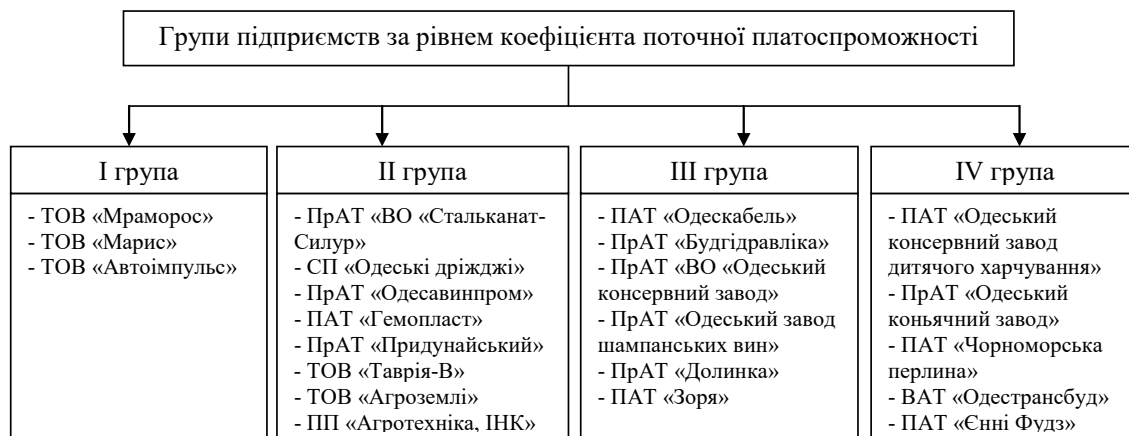 Групи підприємств за рівнем коефіцієнта поточної платоспроможності
І група
- ТОВ «Мраморос»
- ТОВ «Марис»
- ТОВ «Автоімпульс»
ІІ група
- ПрАТ «ВО «Стальканат-
Силур»
- СП «Одеські дріжджі»
- ПрАТ «Одесавинпром»
- ПАТ «Гемопласт»
- ПрАТ «Придунайський»
- ТОВ «Таврія-В»
- ТОВ «Агроземлі»
- ПП «Агротехніка, ІНК»
ІІІ група
- ПАТ «Одескабель»
- ПрАТ «Будгідравліка»
- ПрАТ «ВО «Одеський
консервний завод»
- ПрАТ «Одеський завод
шампанських вин»
- ПрАТ «Долинка»
- ПАТ «Зоря»
IV група
- ПАТ «Одеський
консервний завод
дитячого харчування»
- ПрАТ «Одеський
коньячний завод»
- ПАТ «Чорноморська
перлина»
- ВАТ «Одестрансбуд»
- ПАТ «Єнні Фудз»